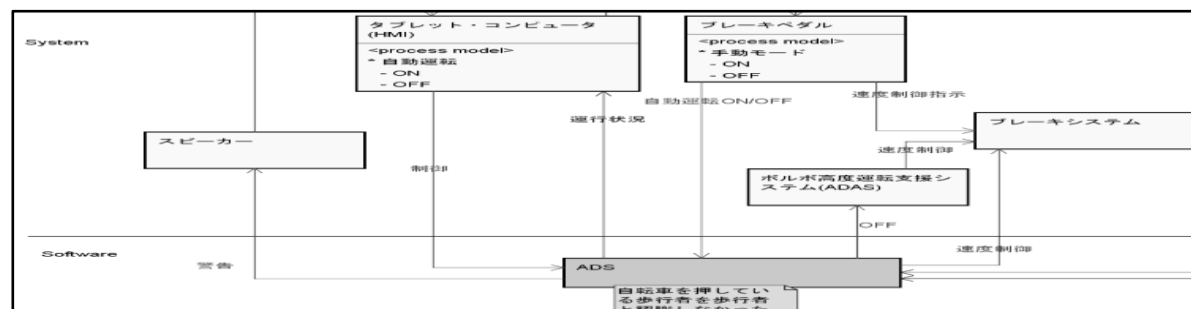 System
タブレット・コンピュータ
(HMI)
<process model>
* 自動運転
- ON
- OFF
ブレーキペダル
<process model>
* 手動モード
- ON
- OFF
自動運転ON/OFF
速度制御指示
運行状況
ブレーキシステム
スピーカー
速度制御
制御
ボルボ高度運転支援シ
ステム(ADAS)
OFF
Software
速度制御
警告
ADS
自転車を押してい
る歩行者を歩行者